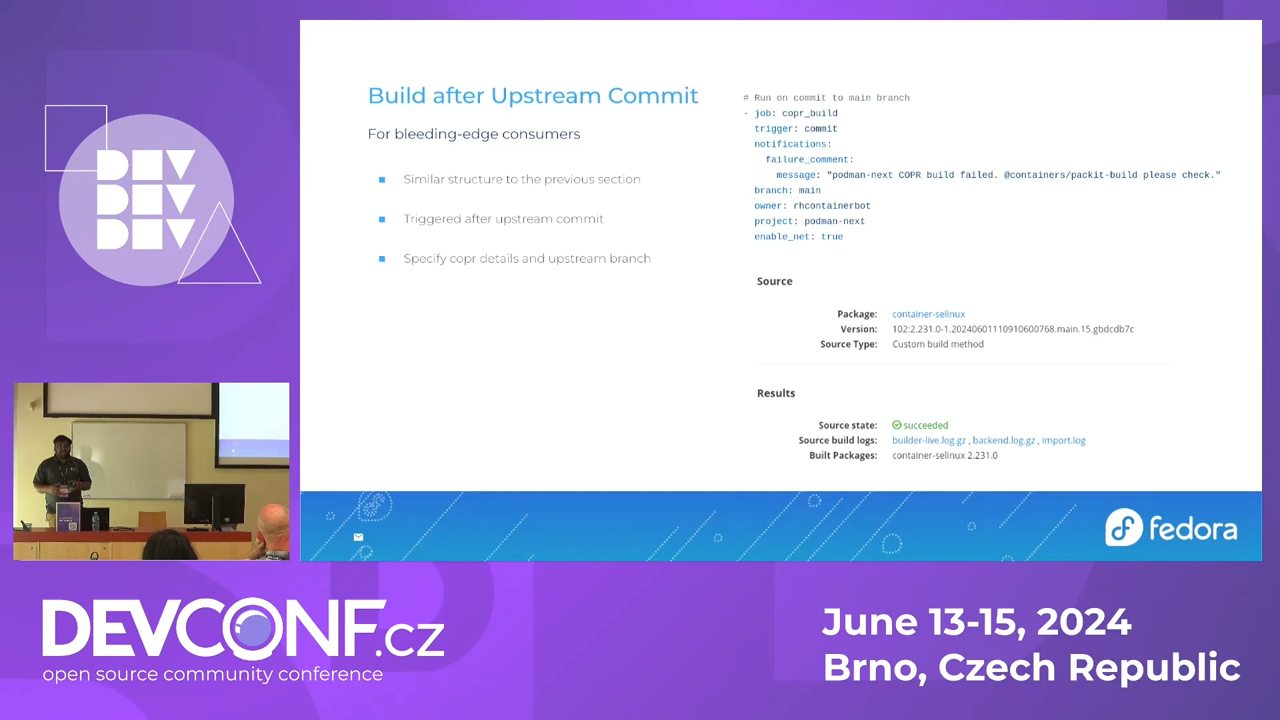 DEV
DEV
DEV
Build after Upstream Commit
For bleeding-edge consumers
Similar structure to the previous section
Triggered after upstream commit
Specify copr details and upstream branch
# Run on commit to main branch
- job: copr_build
trigger: commit
notifications:
failure_comment:
message: "podman-next COPR build failed. @containers/packit-build please check."
branch: main
owner: rhcontainerbot
project: podman-next
enable_net: true
Source
Package: container-selinux
Version: 102:2.231.0-1.20240601110910600768.main.15.gbdcdb7c
Source Type: Custom build method
Results
Source state: succeeded
Source build logs: builder-live.log.gz , backend.log.gz , import.log
Built Packages: container-selinux 2.231.0
fedora
DEVCONF.cz
open source community conference
June 13-15, 2024
Brno, Czech Republic